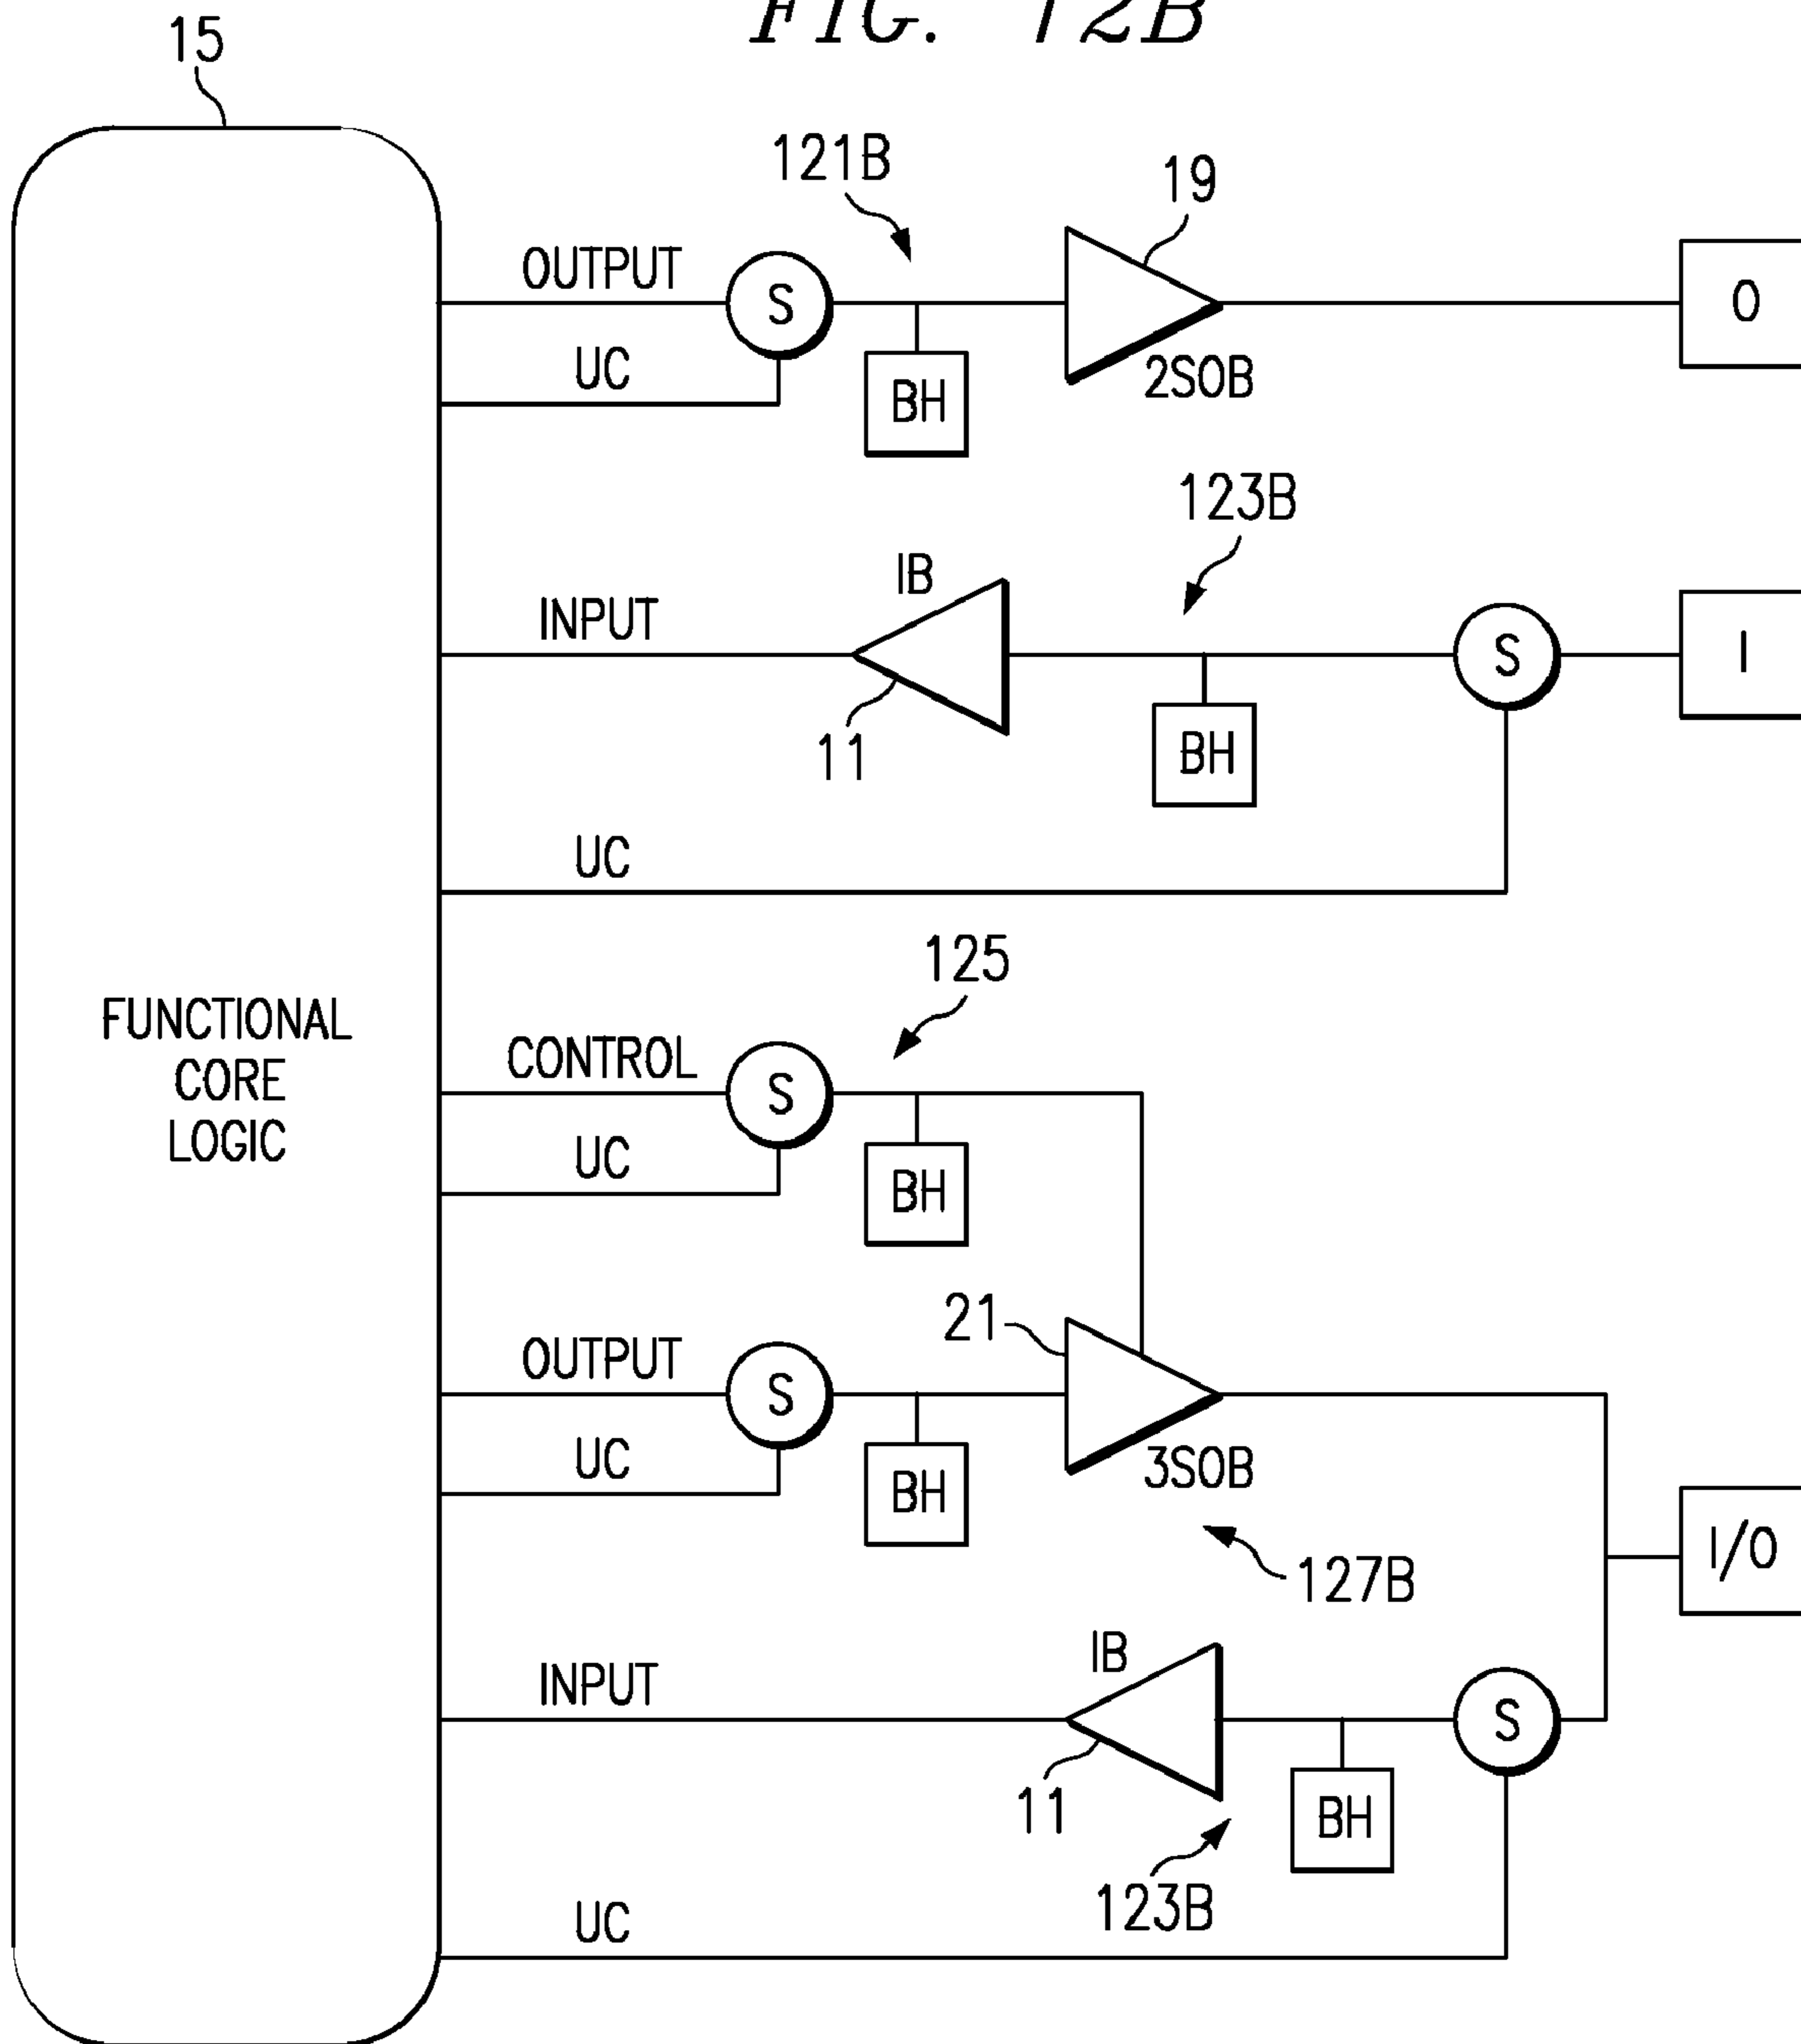 FIG. 12B
15
121B
19
OUTPUT
S
O
UC
BH
2SOB
123B
IB
INPUT
S
I
11
BH
UC
125
FUNCTIONAL
CORE
LOGIC
CONTROL
S
UC
BH
21
OUTPUT
S
UC
BH
3SOB
I/O
127B
IB
INPUT
S
11
BH
123B
UC